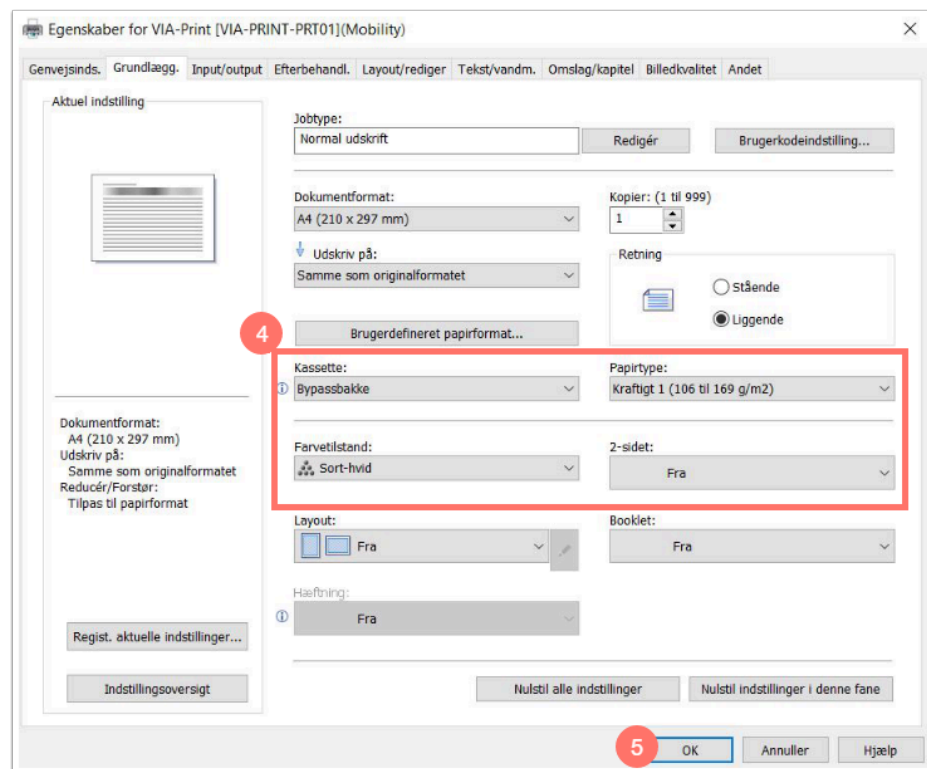 Egenskaber for VIA-Print [VIA-PRINT-PRT01](Mobility)
Genvejsinds. Grundlægg. Input/output Efterbehandl. Layout/rediger Tekst/vandm. Omslag/kapitel Billedkvalitet Andet
Aktuel indstilling
Jobtype:
Normal udskrift
Redigér
Brugerkodeindstilling...
Dokumentformat:
A4 (210 x 297 mm)
Kopier: (1 til 999)
1
Udskriv på:
Samme som originalformatet
Retning
Stående
Liggende
4
Brugerdefineret papirformat...
Kassette:
Bypassbakke
Papirtype:
Kraftigt 1 (106 til 169 g/m2)
Farvetilstand:
Sort-hvid
2-sidet:
Fra
Dokumentformat:
A4 (210 x 297 mm)
Udskriv på:
Samme som originalformatet
Reducér/Forstør:
Tilpas til papirformat
Layout:
Fra
Booklet:
Fra
Hæftning:
Fra
Regist. aktuelle indstillinger...
Indstillingsoversigt
Nulstil alle indstillinger
Nulstil indstillinger i denne fane
5
OK
Annuller
Hjælp